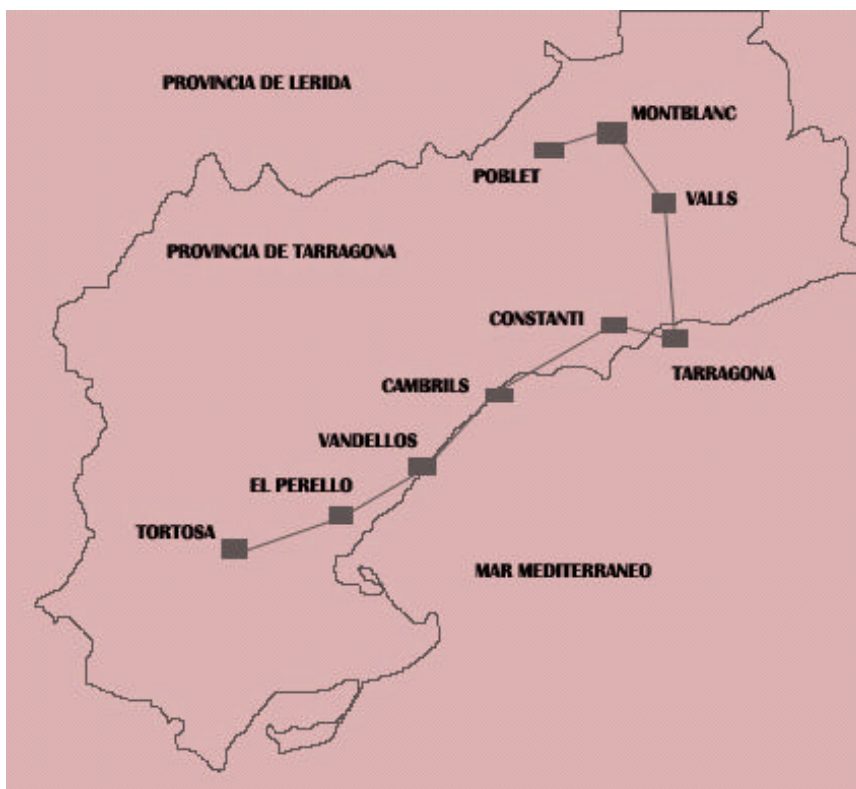 PROVINCIA DE LERIDA
MONTBLANC
POBLET
VALLS
PROVINCIA DE TARRAGONA
CONSTANTI
TARRAGONA
CAMBRILS
VANDELLOS
EL PERELLO
TORTOSA
MAR MEDITERRANEO